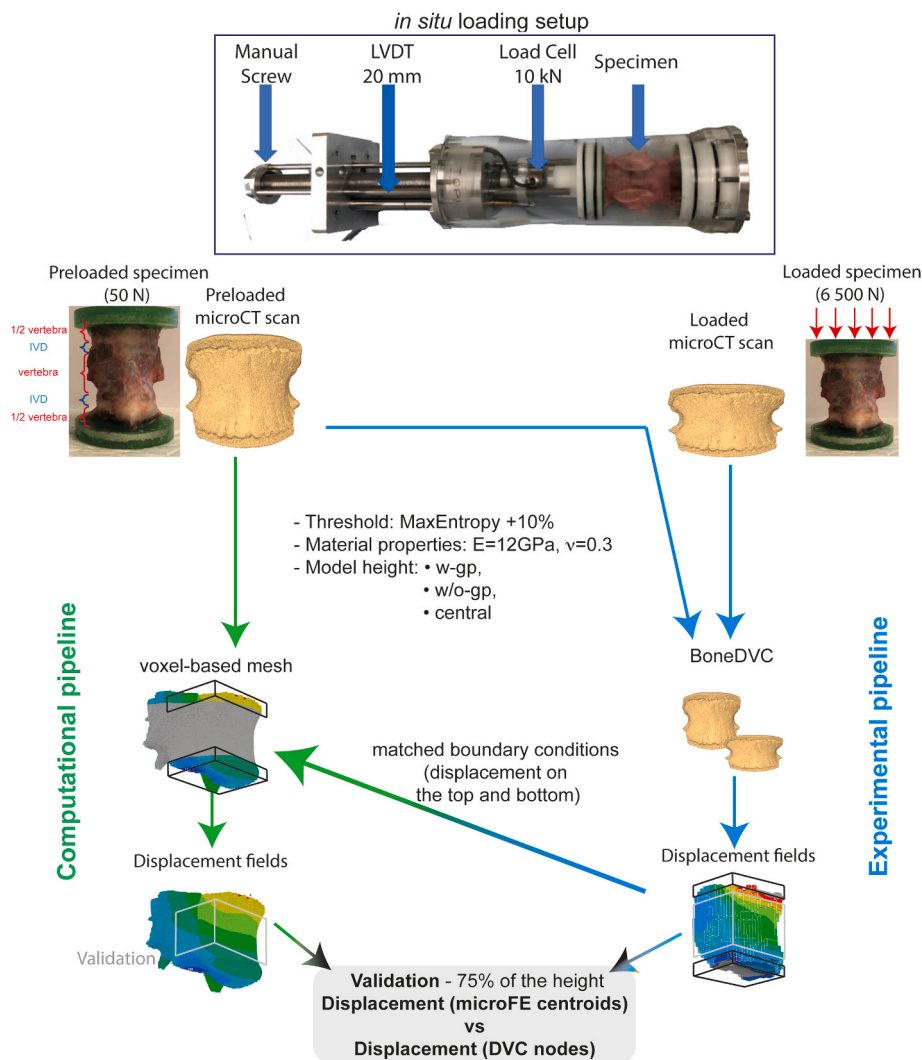 in situ loading setup
Manual
Screw
LVDT
20 mm
Load Cell
10 kN
Specimen
Preloaded specimen
(50 N)
1/2 vertebra
IVD
vertebra
IVD
1/2 vertebra
Preloaded
microCT scan
Loaded
microCT scan
Loaded specimen
(6 500 N)
- Threshold: MaxEntropy +10%
- Material properties: E=12GPa, ν=0.3
- Model height: • w-gp,
• w/o-gp,
• central
Computational pipeline
voxel-based mesh
BoneDVC
Experimental pipeline
matched boundary conditions
(displacement on
the top and bottom)
Displacement fields
Displacement fields
Validation
Validation - 75% of the height
Displacement (microFE centroids)
vs
Displacement (DVC nodes)